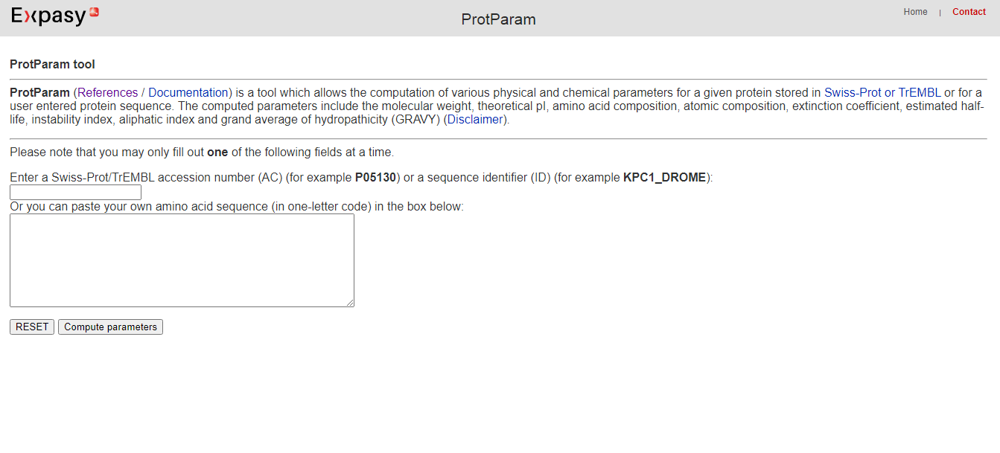 Expasy
ProtParam
Home | Contact
ProtParam tool
ProtParam (References / Documentation) is a tool which allows the computation of various physical and chemical parameters for a given protein stored in Swiss-Prot or TrEMBL or for a
user entered protein sequence. The computed parameters include the molecular weight, theoretical pI, amino acid composition, atomic composition, extinction coefficient, estimated half-
life, instability index, aliphatic index and grand average of hydropathicity (GRAVY) (Disclaimer).
Please note that you may only fill out one of the following fields at a time.
Enter a Swiss-Prot/TrEMBL accession number (AC) (for example P05130) or a sequence identifier (ID) (for example KPC1_DROME):
Or you can paste your own amino acid sequence (in one-letter code) in the box below:
RESET Compute parameters